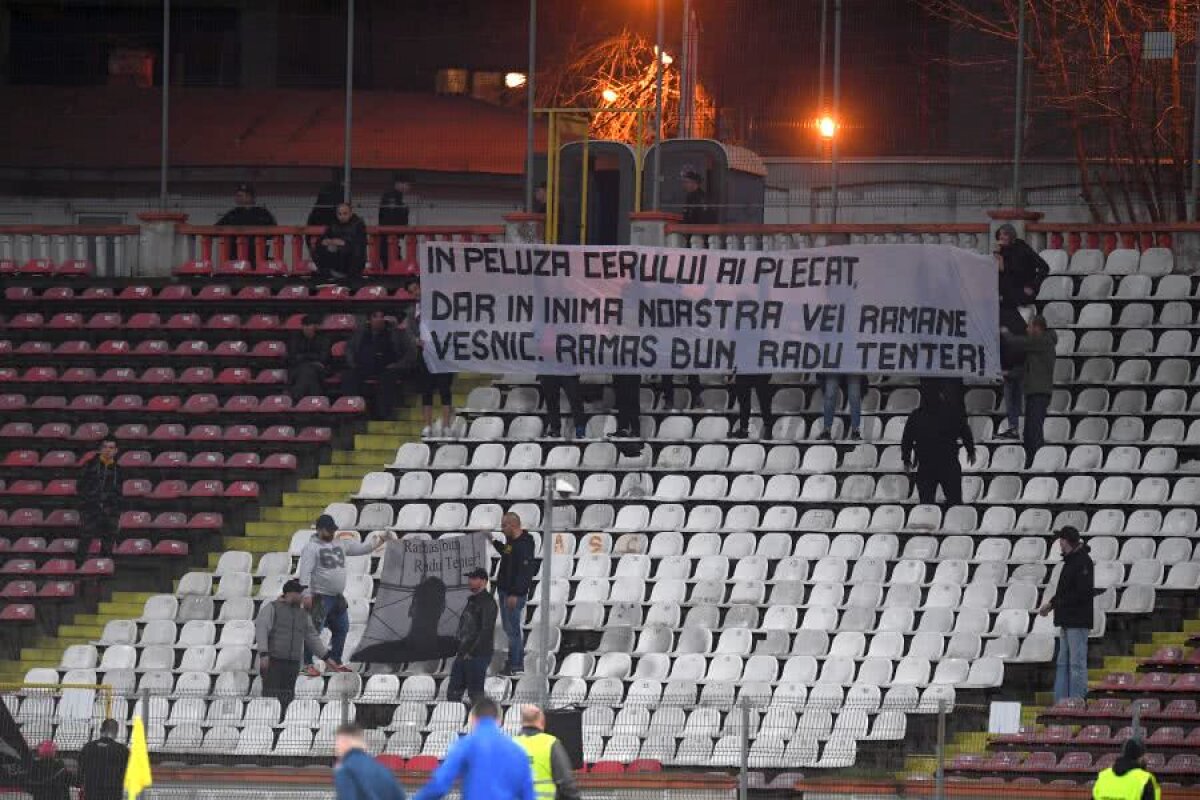 IN PELUZA CERULUI AI PLECAT,
DAR IN INIMA NOASTRA VEI RAMANE
VESNIC. RAMAS BUN, RADU TENTER!
Ramas bun
Radu Tenter
63